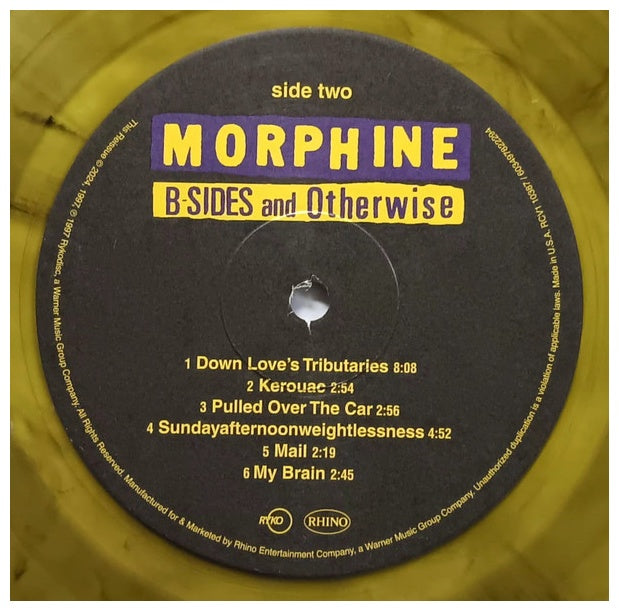 side two
MORPHINE
B-SIDES and Otherwise
1 Down Love's Tributaries 8:08
2 Kerouac 2:54
3 Pulled Over The Car 2:56
4 Sundayafternoonweightlessness 4:52
5 Mail 2:19
6 My Brain 2:45
RYKO
RHINO
This Reissue ℗ 2024, 1997, © 1997 Rykodisc, a Warner Music Group Company. All Rights Reserved. Manufactured for & Marketed by Rhino Entertainment Company, a Warner Music Group Company. Unauthorized duplication is a violation of applicable laws. Made in U.S.A. RCV1 10387 / 603497822294